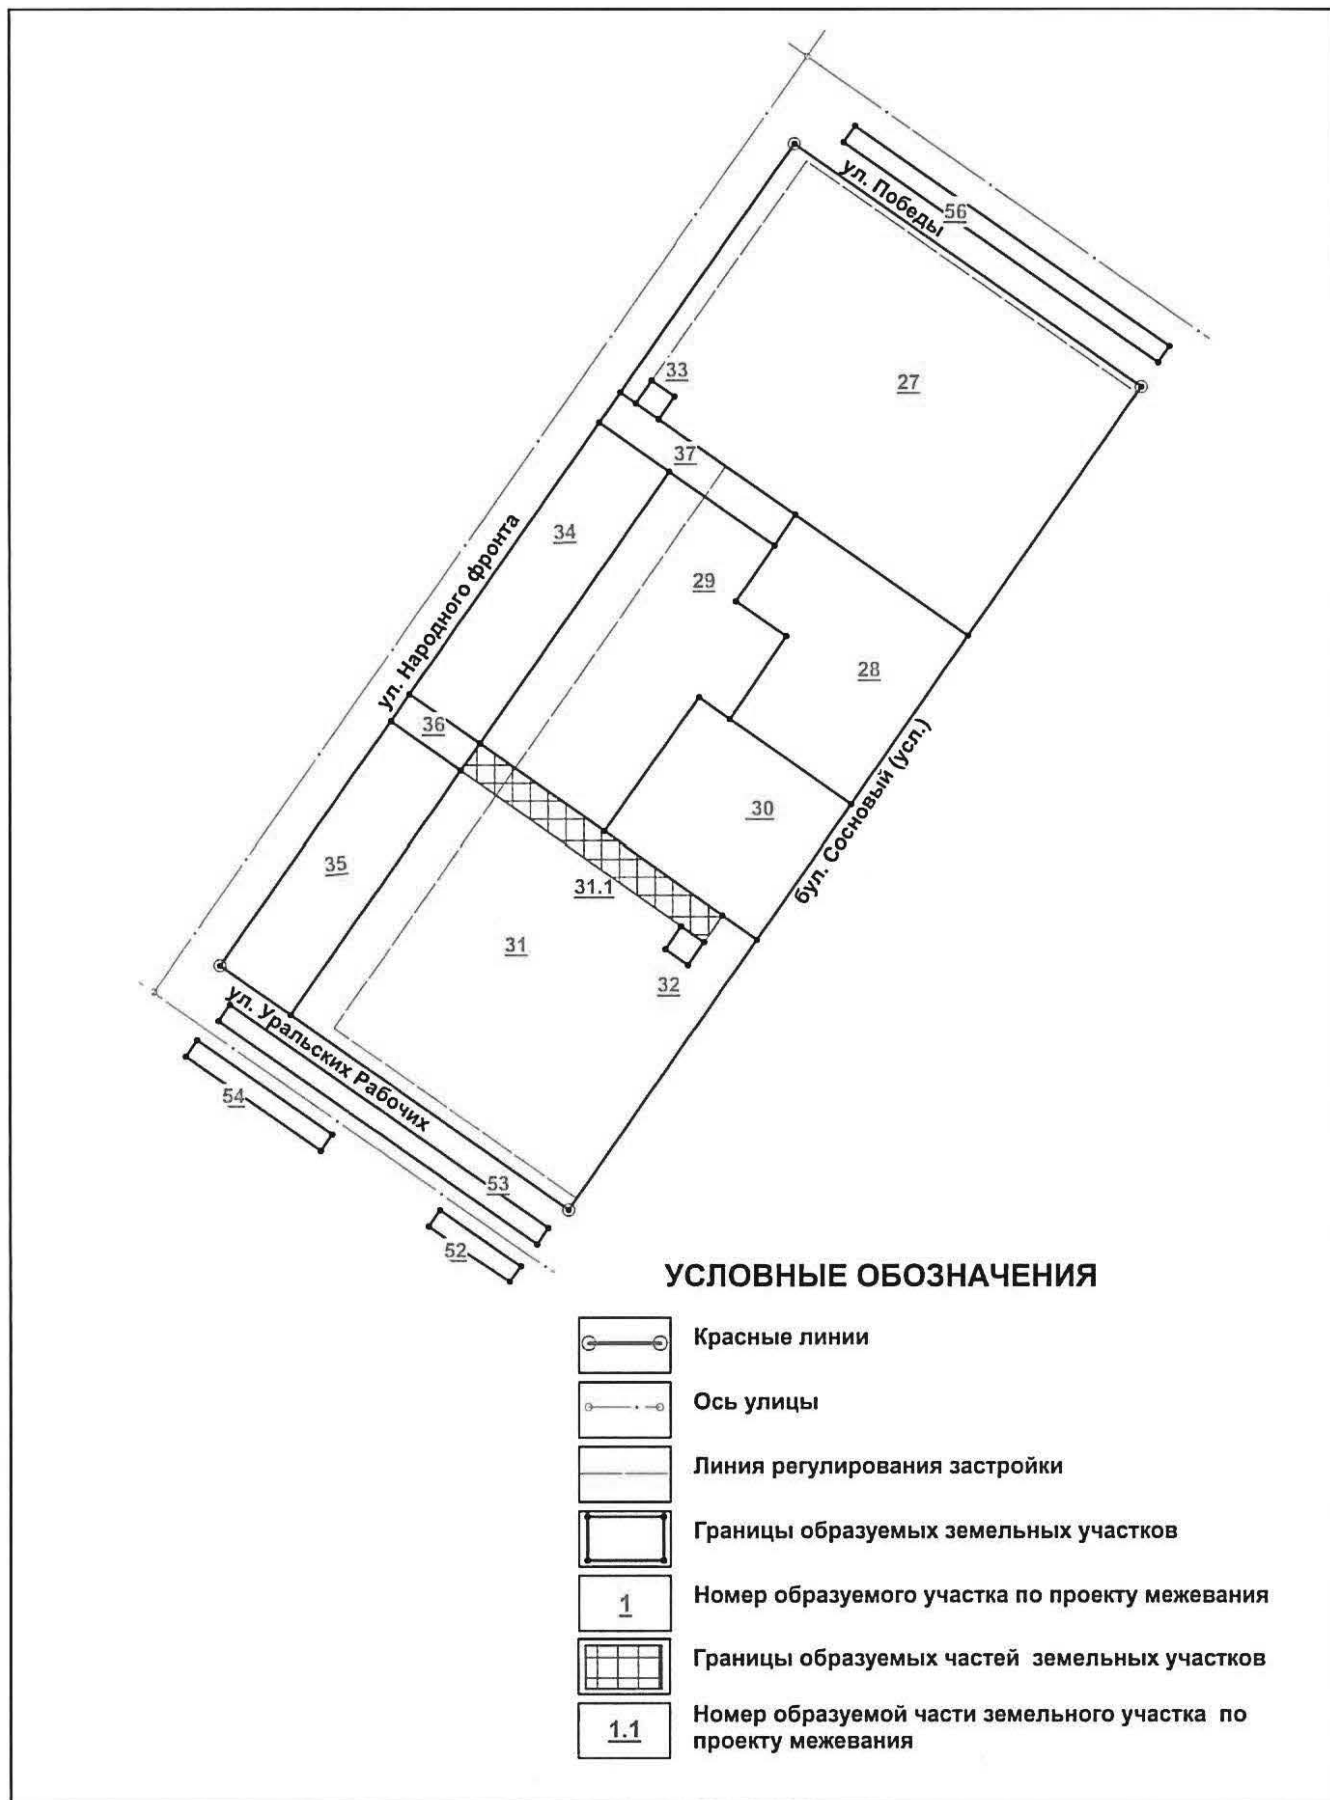 ул. Победы
56
33
27
37
34
ул. Народного фронта
29
28
36
30
бул. Сосновый (усл.)
35
31.1
31
32
ул. Уральских Рабочих
54
53
52
УСЛОВНЫЕ ОБОЗНАЧЕНИЯ
Красные линии
Ось улицы
Линия регулирования застройки
Границы образуемых земельных участков
1
Номер образуемого участка по проекту межевания
Границы образуемых частей земельных участков
1.1
Номер образуемой части земельного участка по
проекту межевания